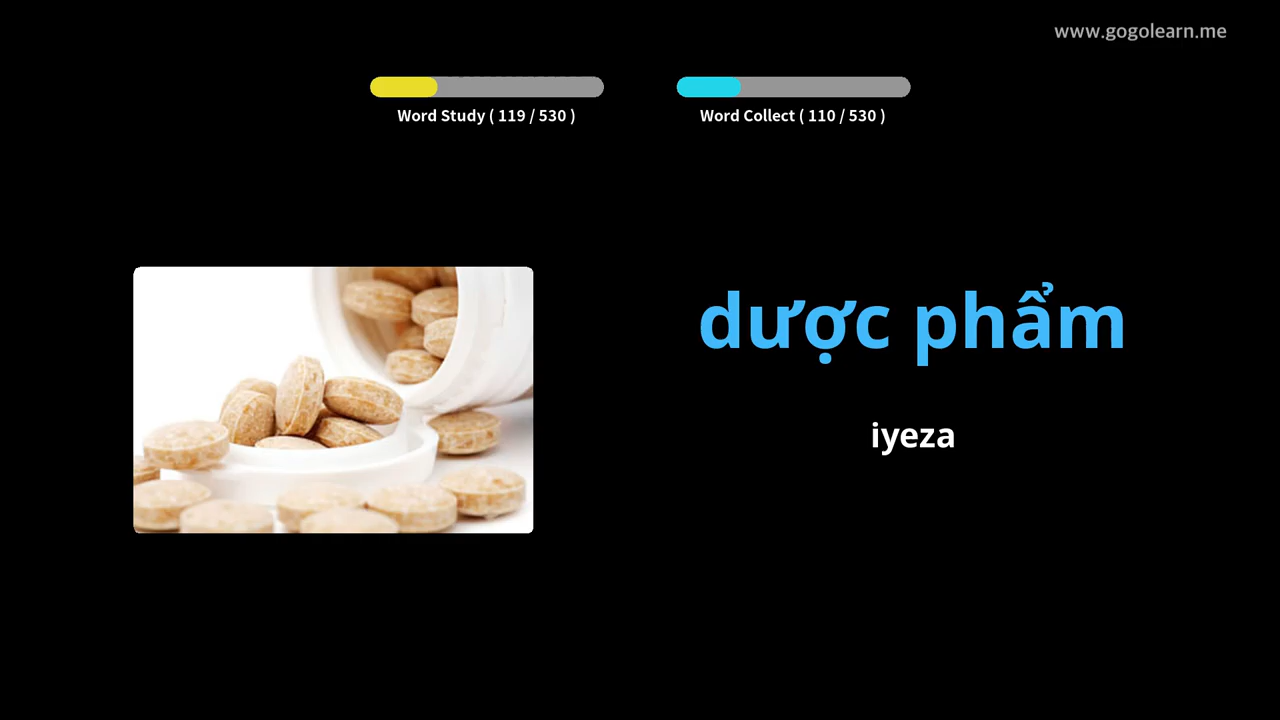 www.gogolearn.me
Word Study ( 119 / 530 )
Word Collect ( 110 / 530 )
dược phẩm
iyeza